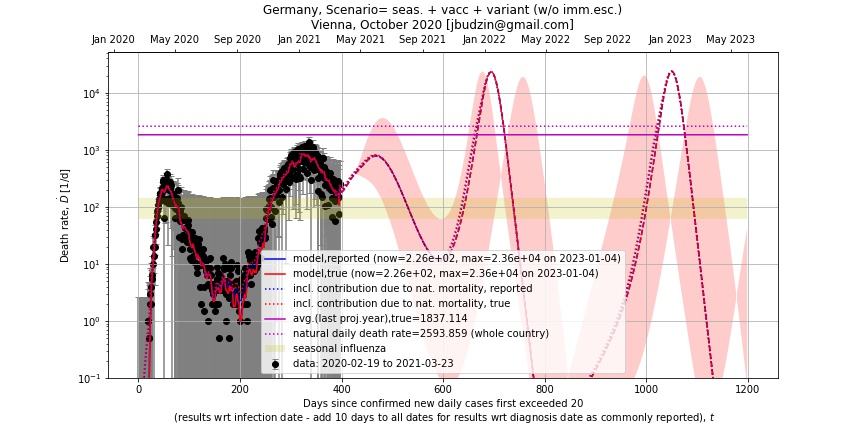 Germany, Scenario= seas. + vacc + variant (w/o imm.esc.)
Vienna, October 2020 [jbudzin@gmail.com]
Jan 2020 May 2020 Sep 2020 Jan 2021 May 2021 Sep 2021 Jan 2022 May 2022 Sep 2022 Jan 2023 May 2023
Death rate, D [1/d]
10⁴
10³
10²
10¹
10⁰
10⁻¹
model,reported (now=2.26e+02, max=2.36e+04 on 2023-01-04)
model,true (now=2.26e+02, max=2.36e+04 on 2023-01-04)
incl. contribution due to nat. mortality, reported
incl. contribution due to nat. mortality, true
avg.(last proj.year),true=1837.114
natural daily death rate=2593.859 (whole country)
seasonal influenza
data: 2020-02-19 to 2021-03-23
0 200 400 600 800 1000 1200
Days since confirmed new daily cases first exceeded 20
(results wrt infection date - add 10 days to all dates for results wrt diagnosis date as commonly reported), t